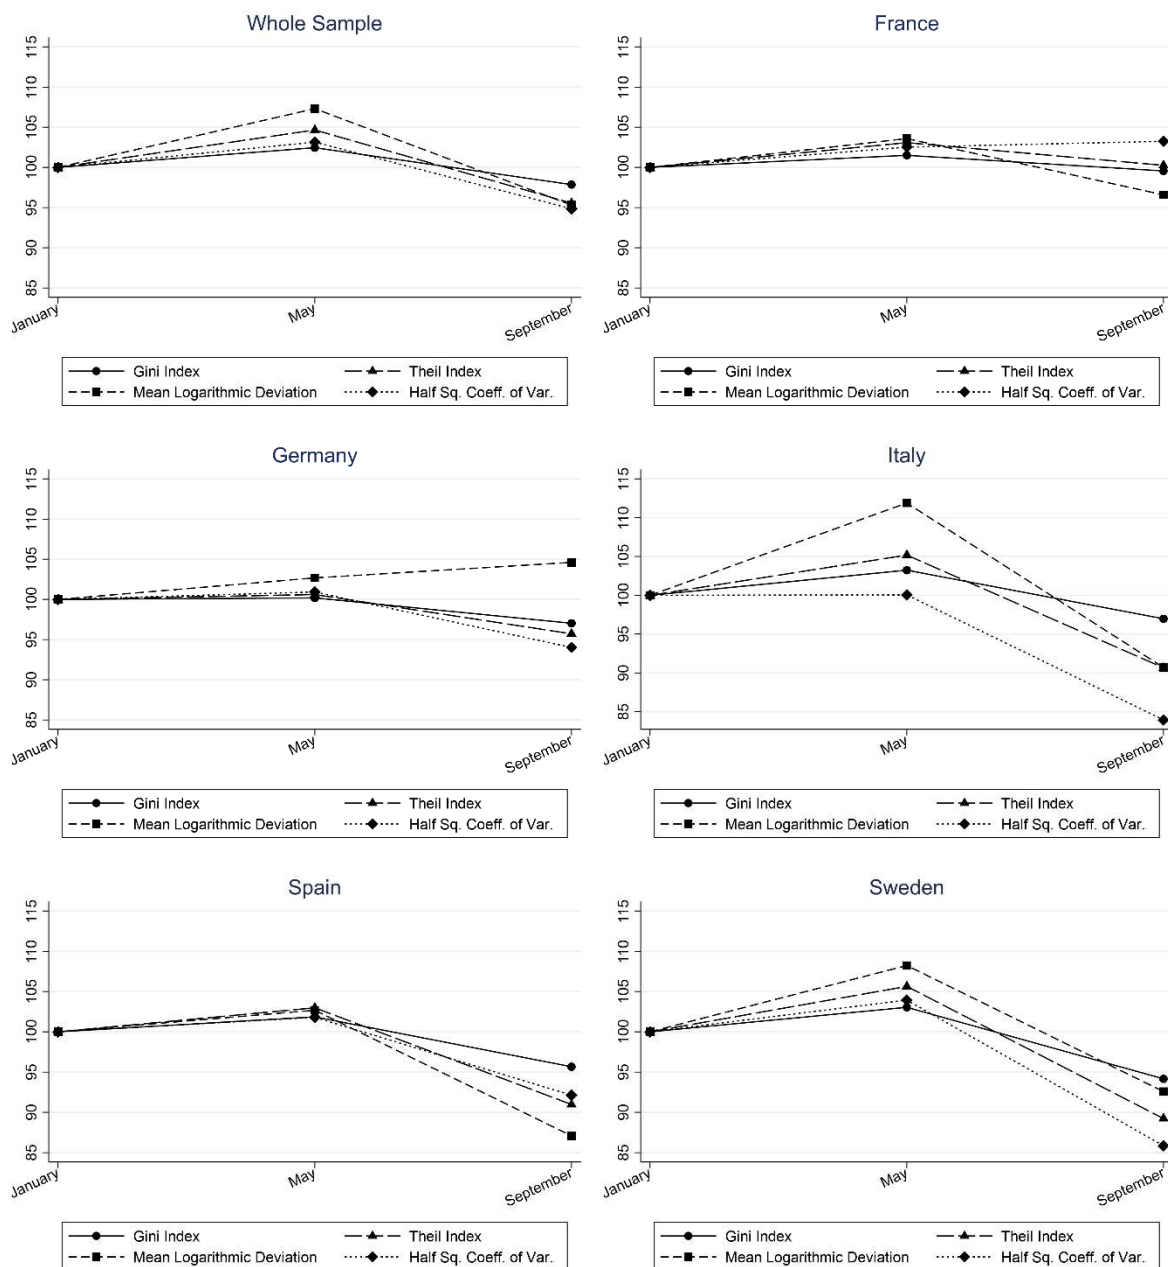 Whole Sample
115
110
105
100
95
90
85
January
May
September
Gini Index
Theil Index
Mean Logarithmic Deviation
Half Sq. Coeff. of Var.
France
115
110
105
100
95
90
85
January
May
September
Gini Index
Theil Index
Mean Logarithmic Deviation
Half Sq. Coeff. of Var.
Germany
115
110
105
100
95
90
85
January
May
September
Gini Index
Theil Index
Mean Logarithmic Deviation
Half Sq. Coeff. of Var.
Italy
115
110
105
100
95
90
85
January
May
September
Gini Index
Theil Index
Mean Logarithmic Deviation
Half Sq. Coeff. of Var.
Spain
115
110
105
100
95
90
85
January
May
September
Gini Index
Theil Index
Mean Logarithmic Deviation
Half Sq. Coeff. of Var.
Sweden
115
110
105
100
95
90
85
January
May
September
Gini Index
Theil Index
Mean Logarithmic Deviation
Half Sq. Coeff. of Var.